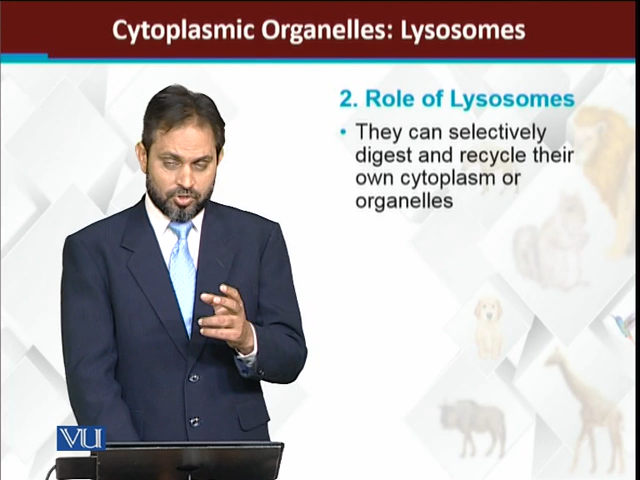 Cytoplasmic Organelles: Lysosomes
2. Role of Lysosomes
• They can selectively
digest and recycle their
own cytoplasm or
organelles
VU